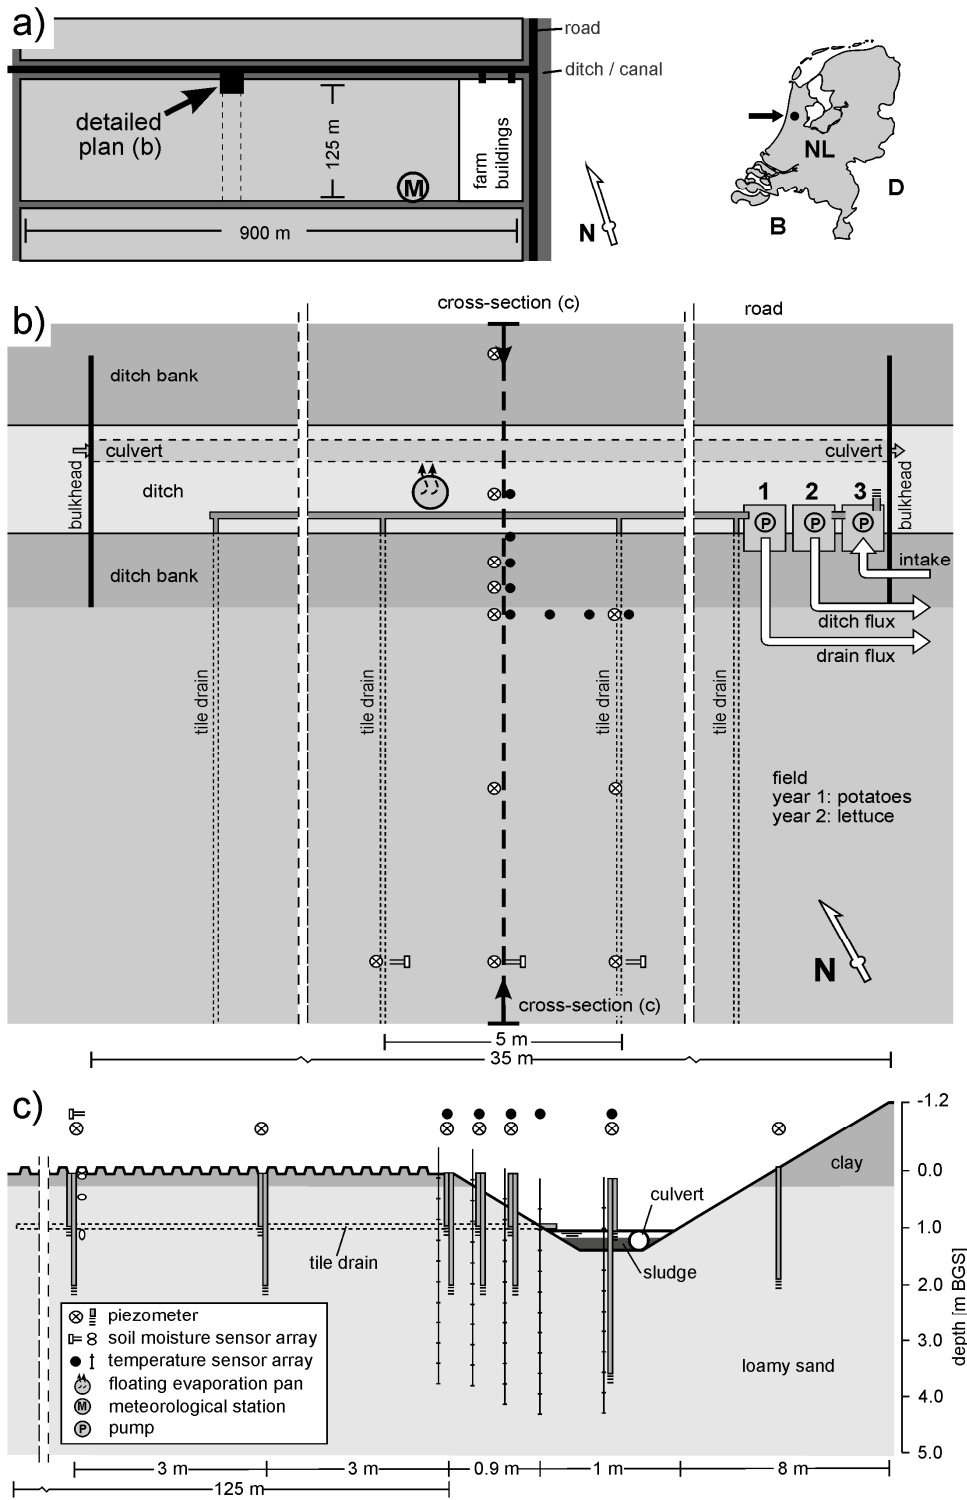 a)
road
ditch / canal
detailed
plan (b)
125 m
farm
buildings
M
900 m
N
NL
D
B
b)
cross-section (c)
road
ditch bank
culvert
culvert
bulkhead
bulkhead
ditch
1 2 3
P P P
intake
ditch bank
ditch flux
drain flux
tile drain
tile drain
tile drain
tile drain
field
year 1: potatoes
year 2: lettuce
N
cross-section (c)
5 m
35 m
c)
-1.2
clay
0.0
culvert
1.0
tile drain
sludge
2.0
depth [m BGS]
piezometer
soil moisture sensor array
temperature sensor array
floating evaporation pan
M meteorological station
P pump
3.0
loamy sand
4.0
5.0
3 m 3 m 0.9 m 1 m 8 m
125 m